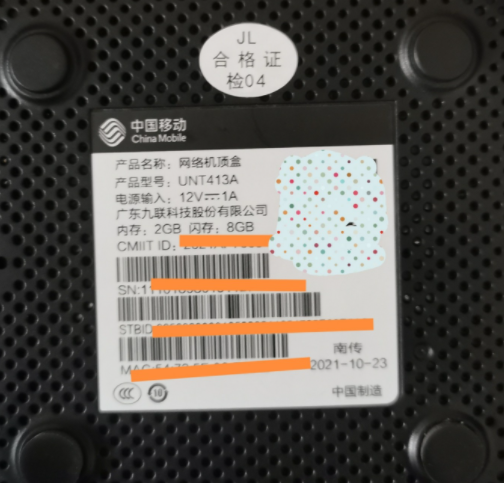 JL
合格证
检04
中国移动
China Mobile
产品名称：网络机顶盒
产品型号：UNT413A
电源输入：12V⎓1A
广东九联科技股份有限公司
内存：2GB 闪存：8GB
CMIIT ID：
SN:
STBID
MAC
南传
2021-10-23
CCC
10
中国制造